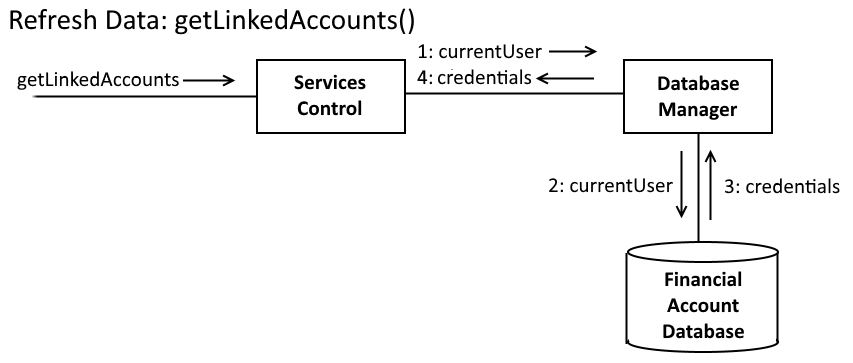 Refresh Data: getLinkedAccounts()
1: currentUser
getLinkedAccounts
4: credentials
Services
Control
Database
Manager
2: currentUser
3: credentials
Financial
Account
Database